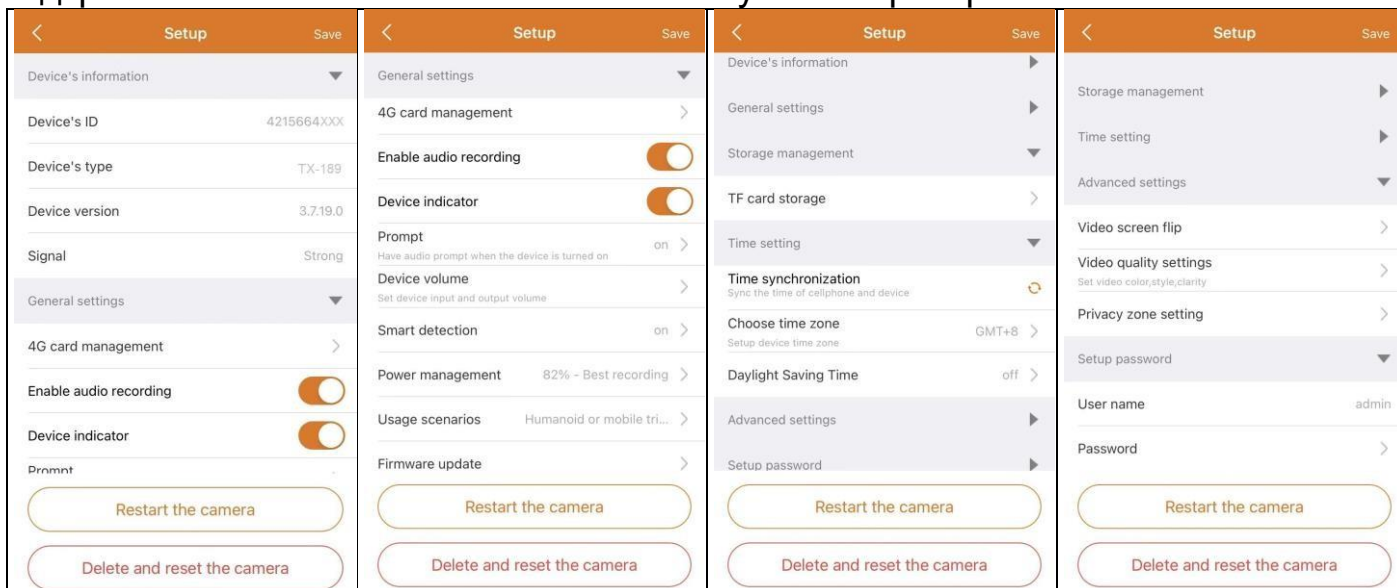 Setup Save
Device's information
Device's ID 4215664XXX
Device's type TX-189
Device version 3.7.19.0
Signal Strong
General settings
4G card management
Enable audio recording
Device indicator
Prompt
Restart the camera
Delete and reset the camera
Setup Save
General settings
4G card management
Enable audio recording
Device indicator
Prompt on
Have audio prompt when the device is turned on
Device volume
Set device input and output volume
Smart detection on
Power management 82% - Best recording
Usage scenarios Humanoid or mobile tri...
Firmware update
Restart the camera
Delete and reset the camera
Setup Save
Device's information
General settings
Storage management
TF card storage
Time setting
Time synchronization
Sync the time of cellphone and device
Choose time zone GMT+8
Setup device time zone
Daylight Saving Time off
Advanced settings
Setup password
Restart the camera
Delete and reset the camera
Setup Save
Storage management
Time setting
Advanced settings
Video screen flip
Video quality settings
Set video color,style,clarity
Privacy zone setting
Setup password
User name admin
Password
Restart the camera
Delete and reset the camera